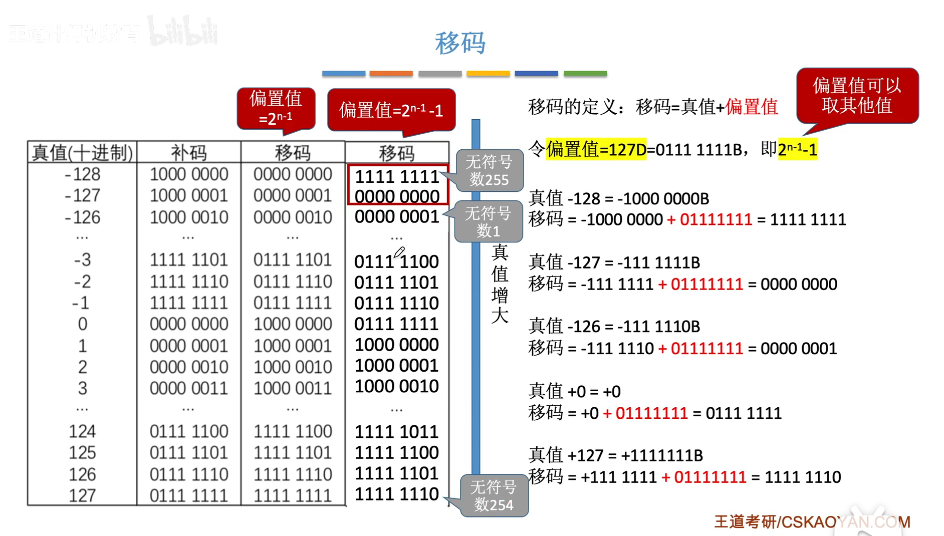 bilibili
移码
偏置值
=2ⁿ⁻¹
偏置值=2ⁿ⁻¹ -1
偏置值可以
取其他值
真值(十进制) 补码 移码 移码
-128 1000 0000 0000 0000 1111 1111
-127 1000 0001 0000 0001 0000 0000
-126 1000 0010 0000 0010 0000 0001
... ... ... ...
-3 1111 1101 0111 1101 0111 1100
-2 1111 1110 0111 1110 0111 1101
-1 1111 1111 0111 1111 0111 1110
0 0000 0000 1000 0000 0111 1111
1 0000 0001 1000 0001 1000 0000
2 0000 0010 1000 0010 1000 0001
3 0000 0011 1000 0011 1000 0010
... ... ... ...
124 0111 1100 1111 1100 1111 1011
125 0111 1101 1111 1101 1111 1100
126 0111 1110 1111 1110 1111 1101
127 0111 1111 1111 1111 1111 1110
无符号
数255
无符号
数1
真
值
增
大
无符号
数254
移码的定义：移码=真值+偏置值
令偏置值=127D=0111 1111B，即2ⁿ⁻¹-1
真值 -128 = -1000 0000B
移码 = -1000 0000 + 01111111 = 1111 1111
真值 -127 = -111 1111B
移码 = -111 1111 + 01111111 = 0000 0000
真值 -126 = -111 1110B
移码 = -111 1110 + 01111111 = 0000 0001
真值 +0 = +0
移码 = +0 + 01111111 = 0111 1111
真值 +127 = +1111111B
移码 = +111 1111 + 01111111 = 1111 1110
王道考研/CSKAOYAN.COM